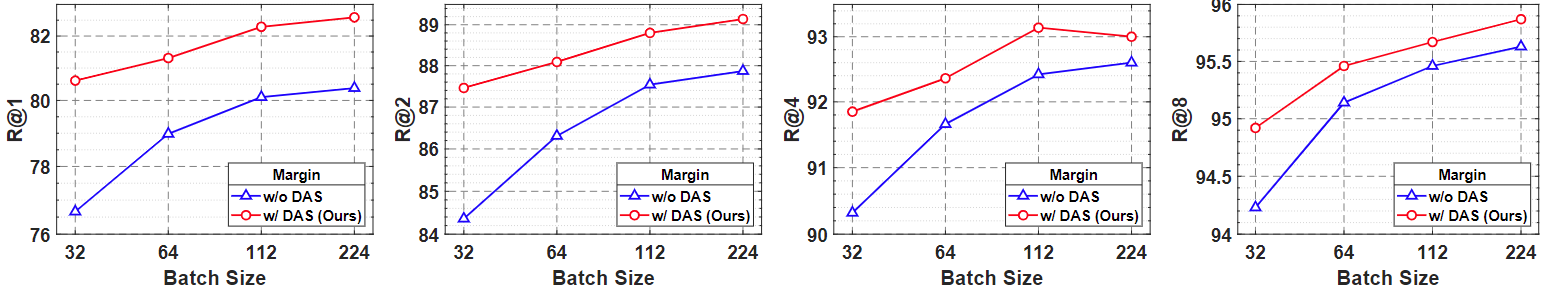 R@1
82
80
78
76
32 64 112 224
Batch Size
Margin
w/o DAS
w/ DAS (Ours)
R@2
89
88
87
86
85
84
32 64 112 224
Batch Size
Margin
w/o DAS
w/ DAS (Ours)
R@4
93
92
91
90
32 64 112 224
Batch Size
Margin
w/o DAS
w/ DAS (Ours)
R@8
96
95.5
95
94.5
94
32 64 112 224
Batch Size
Margin
w/o DAS
w/ DAS (Ours)